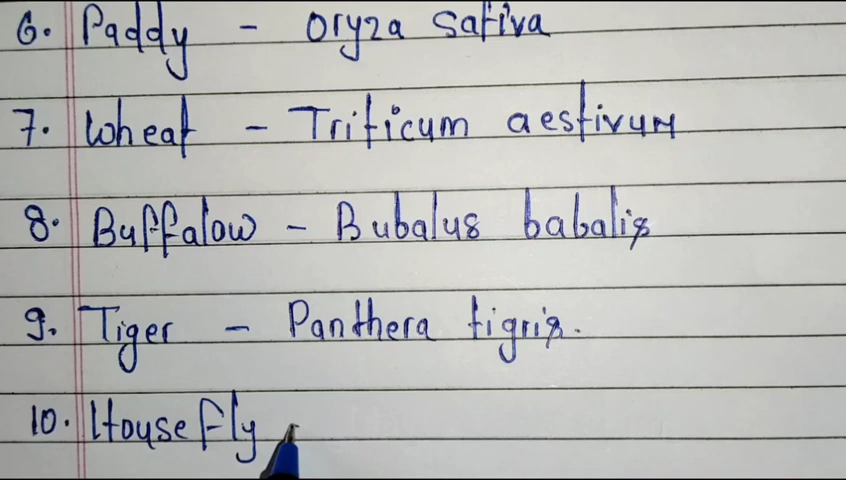 6. Paddy - Oryza sativa
7. Wheat - Triticum aestivum
8. Buffalow - Bubalus babalis
9. Tiger - Panthera tigris.
10. House fly